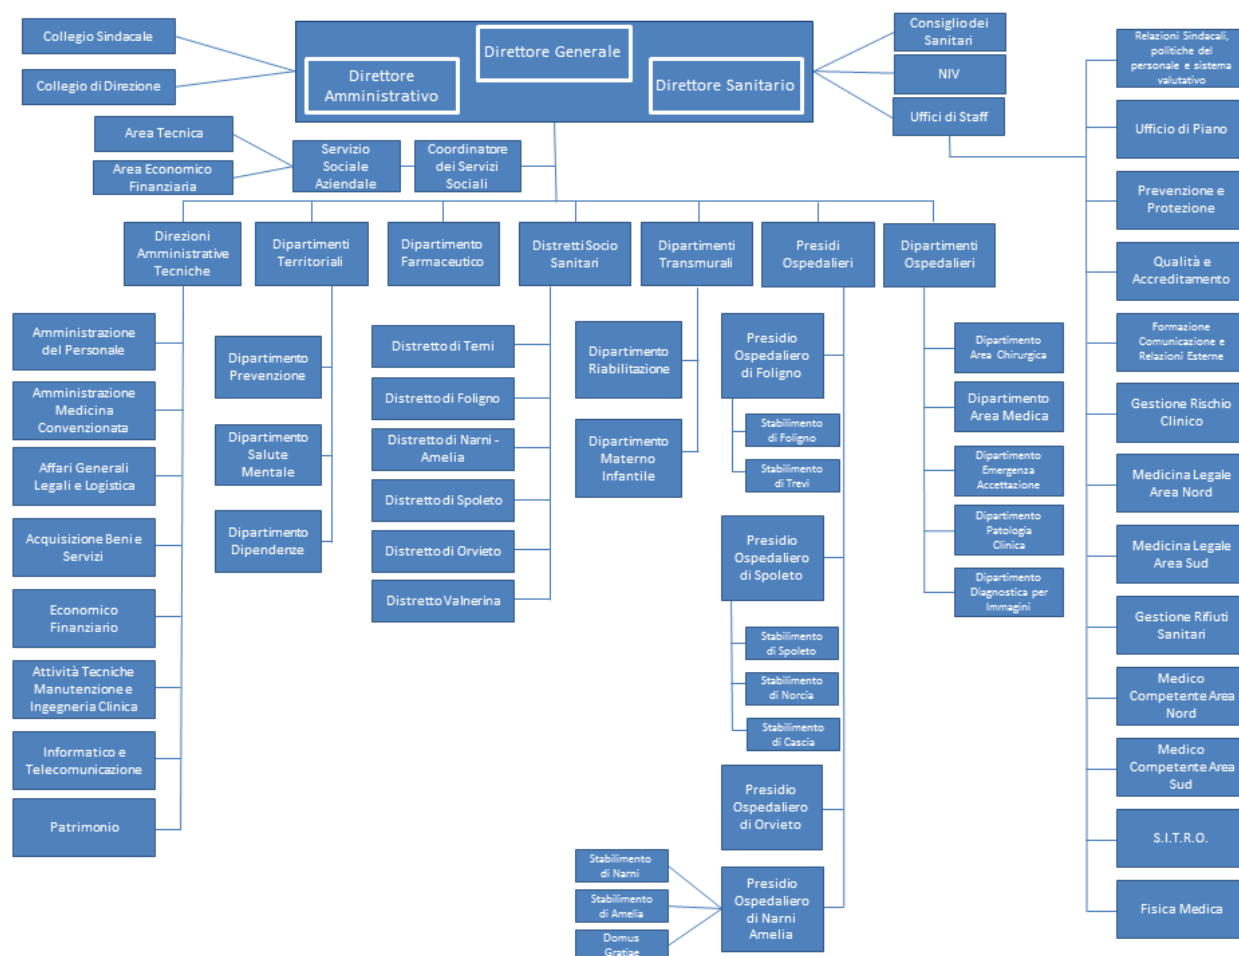 Collegio Sindacale
Collegio di Direzione
Direttore Generale
Direttore
Amministrativo
Direttore Sanitario
Consiglio dei
Sanitari
NIV
Uffici di Staff
Area Tecnica
Area Economico
Finanziaria
Servizio
Sociale
Aziendale
Coordinatore
dei Servizi
Sociali
Direzioni
Amministrative
Tecniche
Dipartimenti
Territoriali
Dipartimento
Farmaceutico
Distretti Socio
Sanitari
Dipartimenti
Transmurali
Presidi
Ospedalieri
Dipartimenti
Ospedalieri
Amministrazione
del Personale
Amministrazione
Medicina
Convenzionata
Affari Generali
Legali e Logistica
Acquisizione Beni e
Servizi
Economico
Finanziario
Attività Tecniche
Manutenzione e
Ingegneria Clinica
Informatico e
Telecomunicazione
Patrimonio
Dipartimento
Prevenzione
Dipartimento
Salute
Mentale
Dipartimento
Dipendenze
Distretto di Terni
Distretto di Foligno
Distretto di Narni -
Amelia
Distretto di Spoleto
Distretto di Orvieto
Distretto Valnerina
Dipartimento
Riabilitazione
Dipartimento
Materno
Infantile
Presidio
Ospedaliero
di Foligno
Stabilimento
di Foligno
Stabilimento
di Trevi
Presidio
Ospedaliero
di Spoleto
Stabilimento
di Spoleto
Stabilimento
di Norcia
Stabilimento
di Cascia
Presidio
Ospedaliero
di Orvieto
Presidio
Ospedaliero
di Narni
Amelia
Stabilimento
di Narni
Stabilimento
di Amelia
Domus
Gratiae
Dipartimento
Area Chirurgica
Dipartimento
Area Medica
Dipartimento
Emergenza
Accettazione
Dipartimento
Patologia
Clinica
Dipartimento
Diagnostica per
Immagini
Relazioni Sindacali,
politiche del
personale e sistema
valutativo
Ufficio di Piano
Prevenzione e
Protezione
Qualità e
Accreditamento
Formazione
Comunicazione e
Relazioni Esterne
Gestione Rischio
Clinico
Medicina Legale
Area Nord
Medicina Legale
Area Sud
Gestione Rifiuti
Sanitari
Medico
Competente Area
Nord
Medico
Competente Area
Sud
S.I.T.R.O.
Fisica Medica